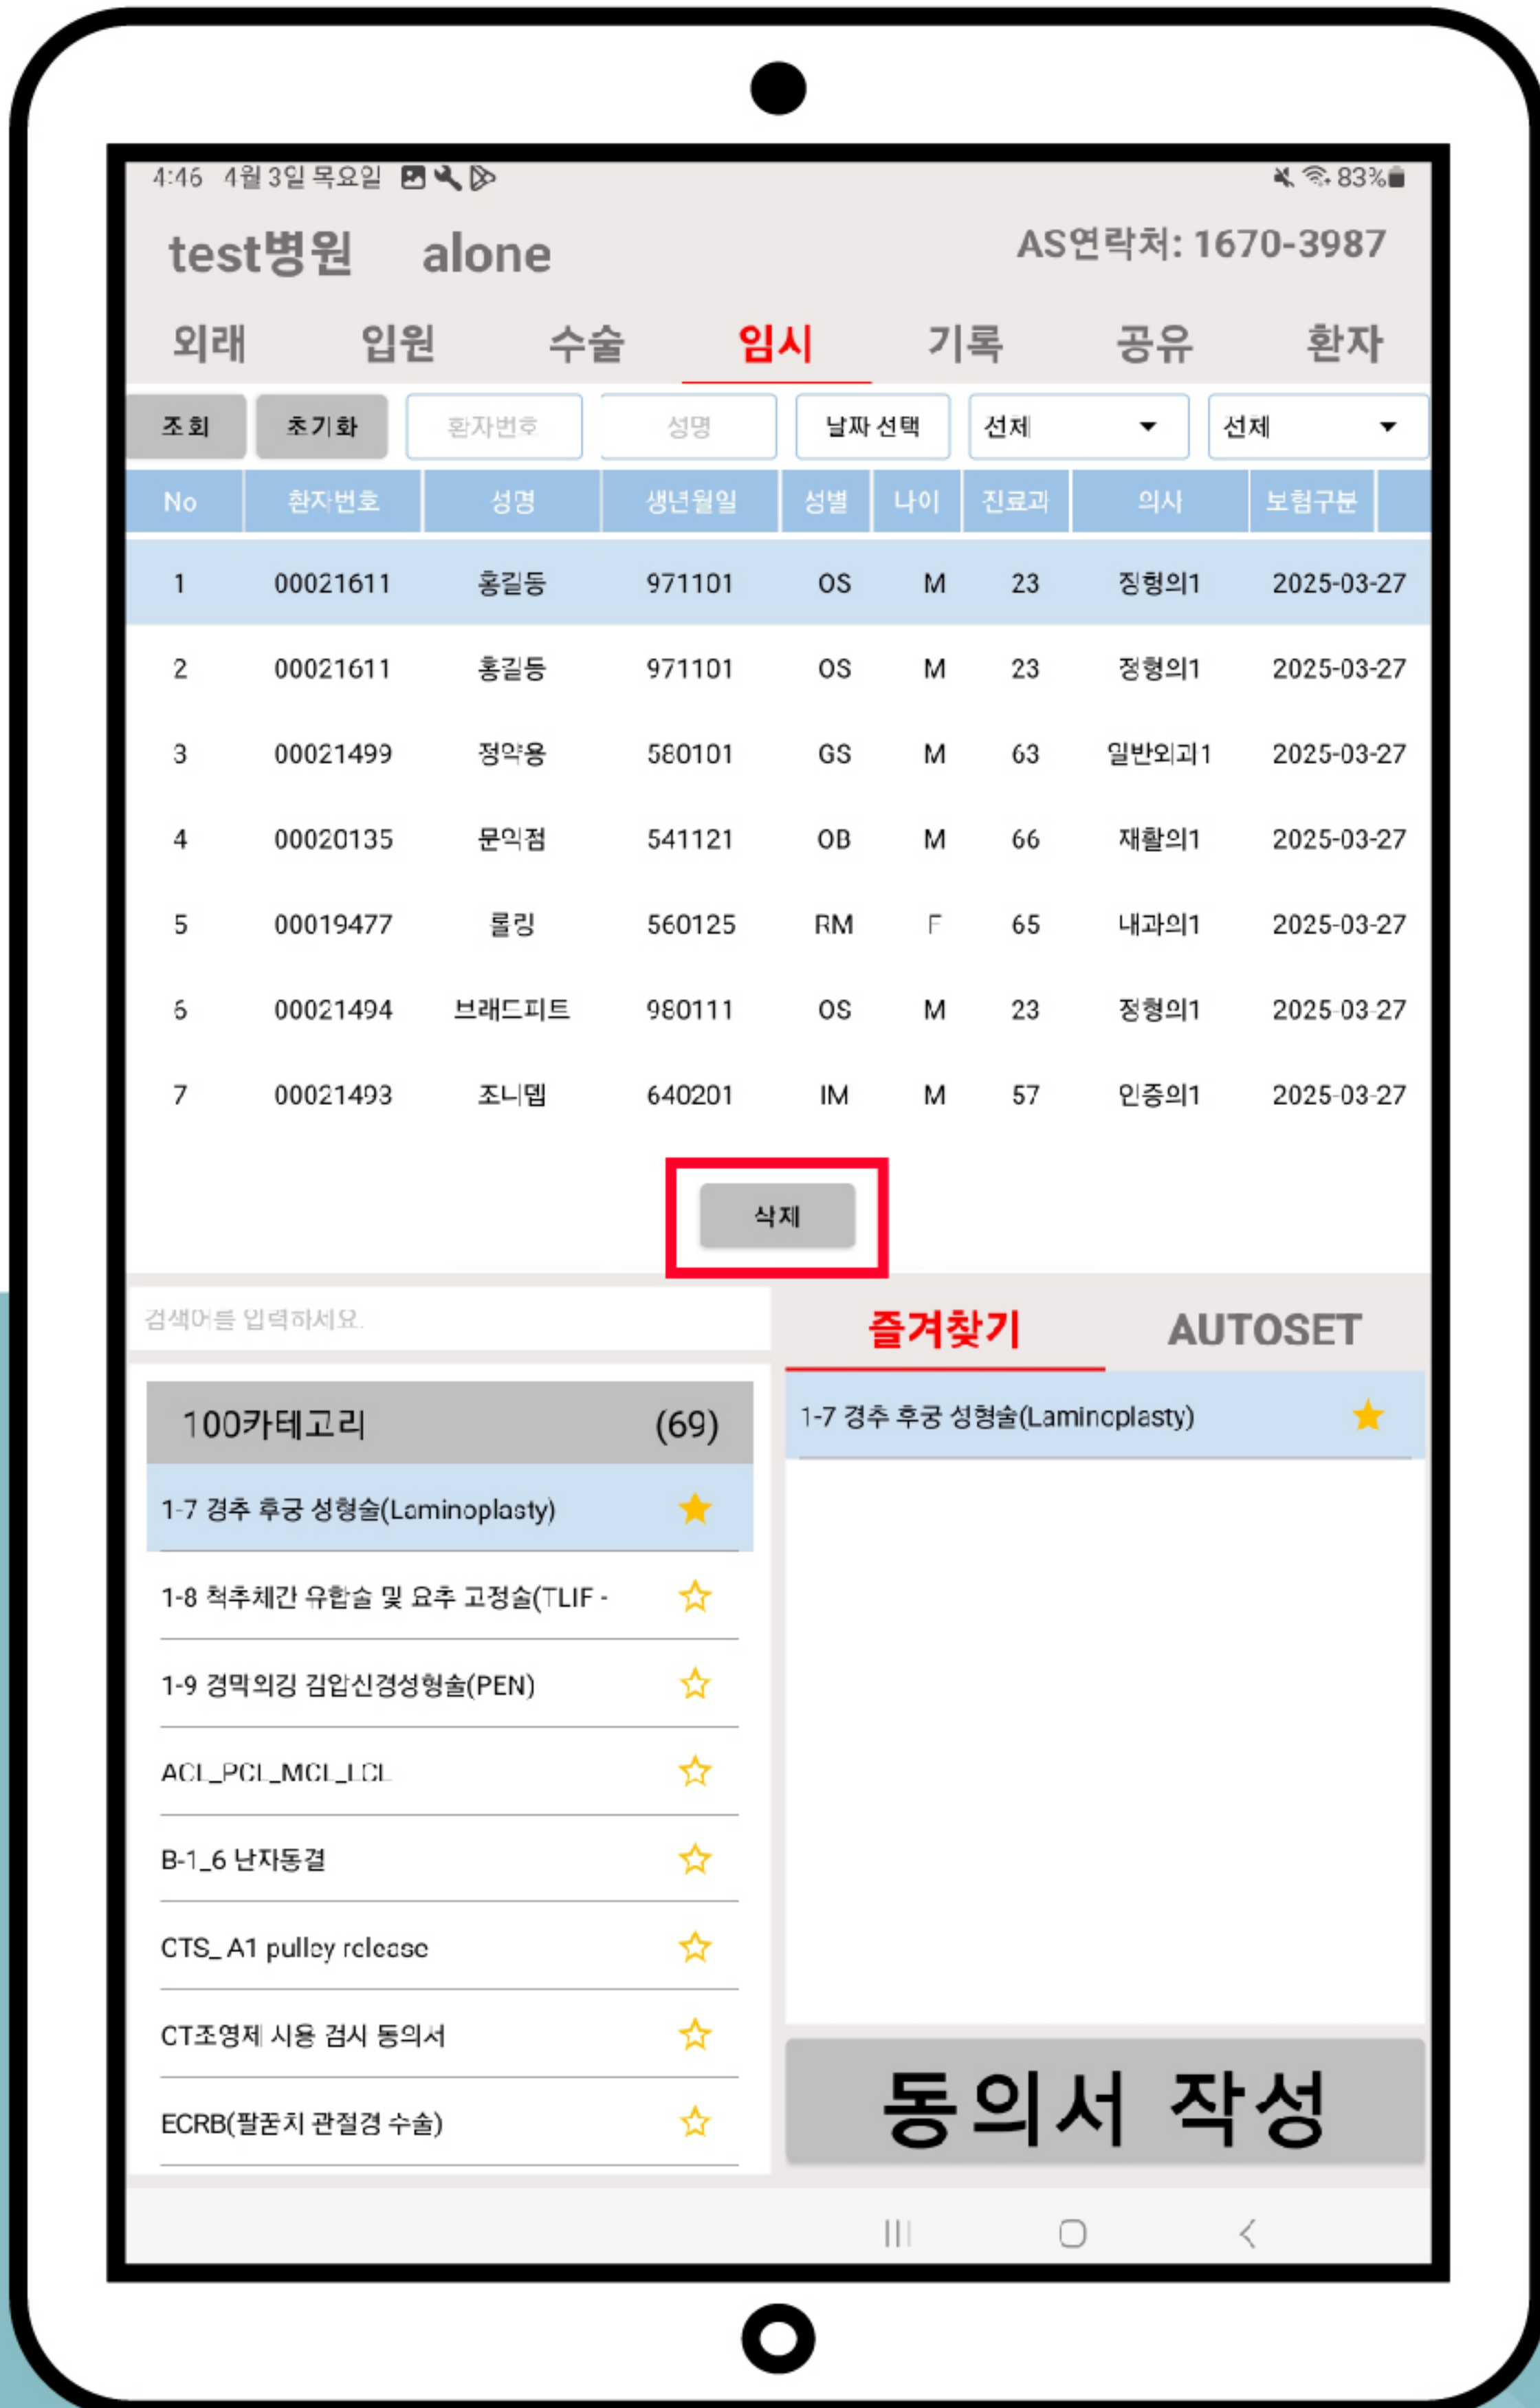 4:46 4월 3일 목요일 83%
test병원 alone AS연락처: 1670-3987
외래 입원 수술 임시 기록 공유 환자
조회 초기화 환자번호 성명 날짜 선택 전체 전체
No 환자번호 성명 생년월일 성별 나이 진료과 의사 보험구분
1 00021611 홍길동 971101 OS M 23 정형의1 2025-03-27
2 00021611 홍길동 971101 OS M 23 정형의1 2025-03-27
3 00021499 정약용 580101 GS M 63 일반외과1 2025-03-27
4 00020135 문익점 541121 OB M 66 재활의1 2025-03-27
5 00019477 롤링 560125 RM F 65 내과의1 2025-03-27
6 00021494 브래드피트 980111 OS M 23 정형의1 2025-03-27
7 00021493 조니뎁 640201 IM M 57 인증의1 2025-03-27
삭제
검색어를 입력하세요.
즐겨찾기 AUTOSET
100카테고리 (69)
1-7 경추 후궁 성형술(Laminoplasty)
1-8 척추체간 유합술 및 요추 고정술(TLIF -
1-9 경막외강 감압신경성형술(PEN)
ACL_PCL_MCL_LCL
B-1_6 난자동결
CTS_ A1 pulley release
CT조영제 사용 검사 동의서
ECRB(팔꿈치 관절경 수술)
1-7 경추 후궁 성형술(Laminoplasty)
동의서 작성